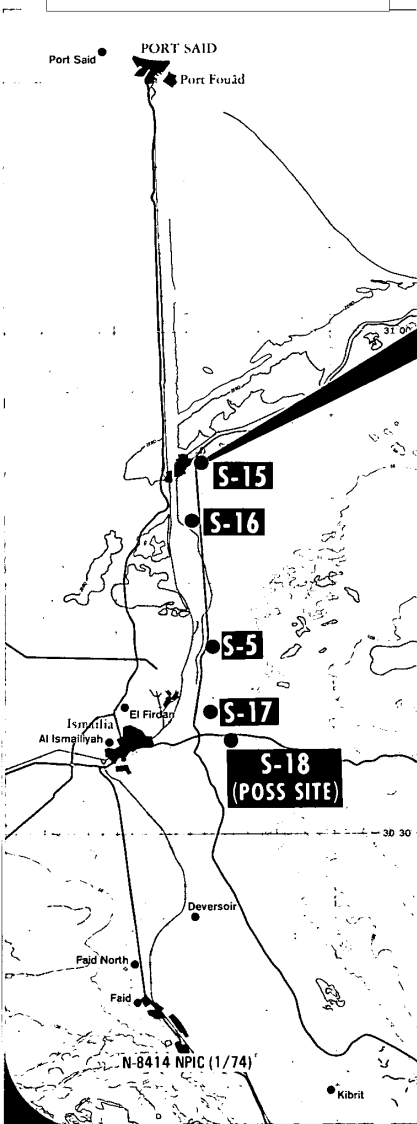 PORT SAID
Port Said
Port Fouâd
31 00
S-15
S-16
S-5
El Firdan
S-17
Ismailia
Al Ismailiyah
S-18
(POSS SITE)
30 30
Deversoir
Faid North
Faid
N-8414 NPIC (1/74)
Kibrit